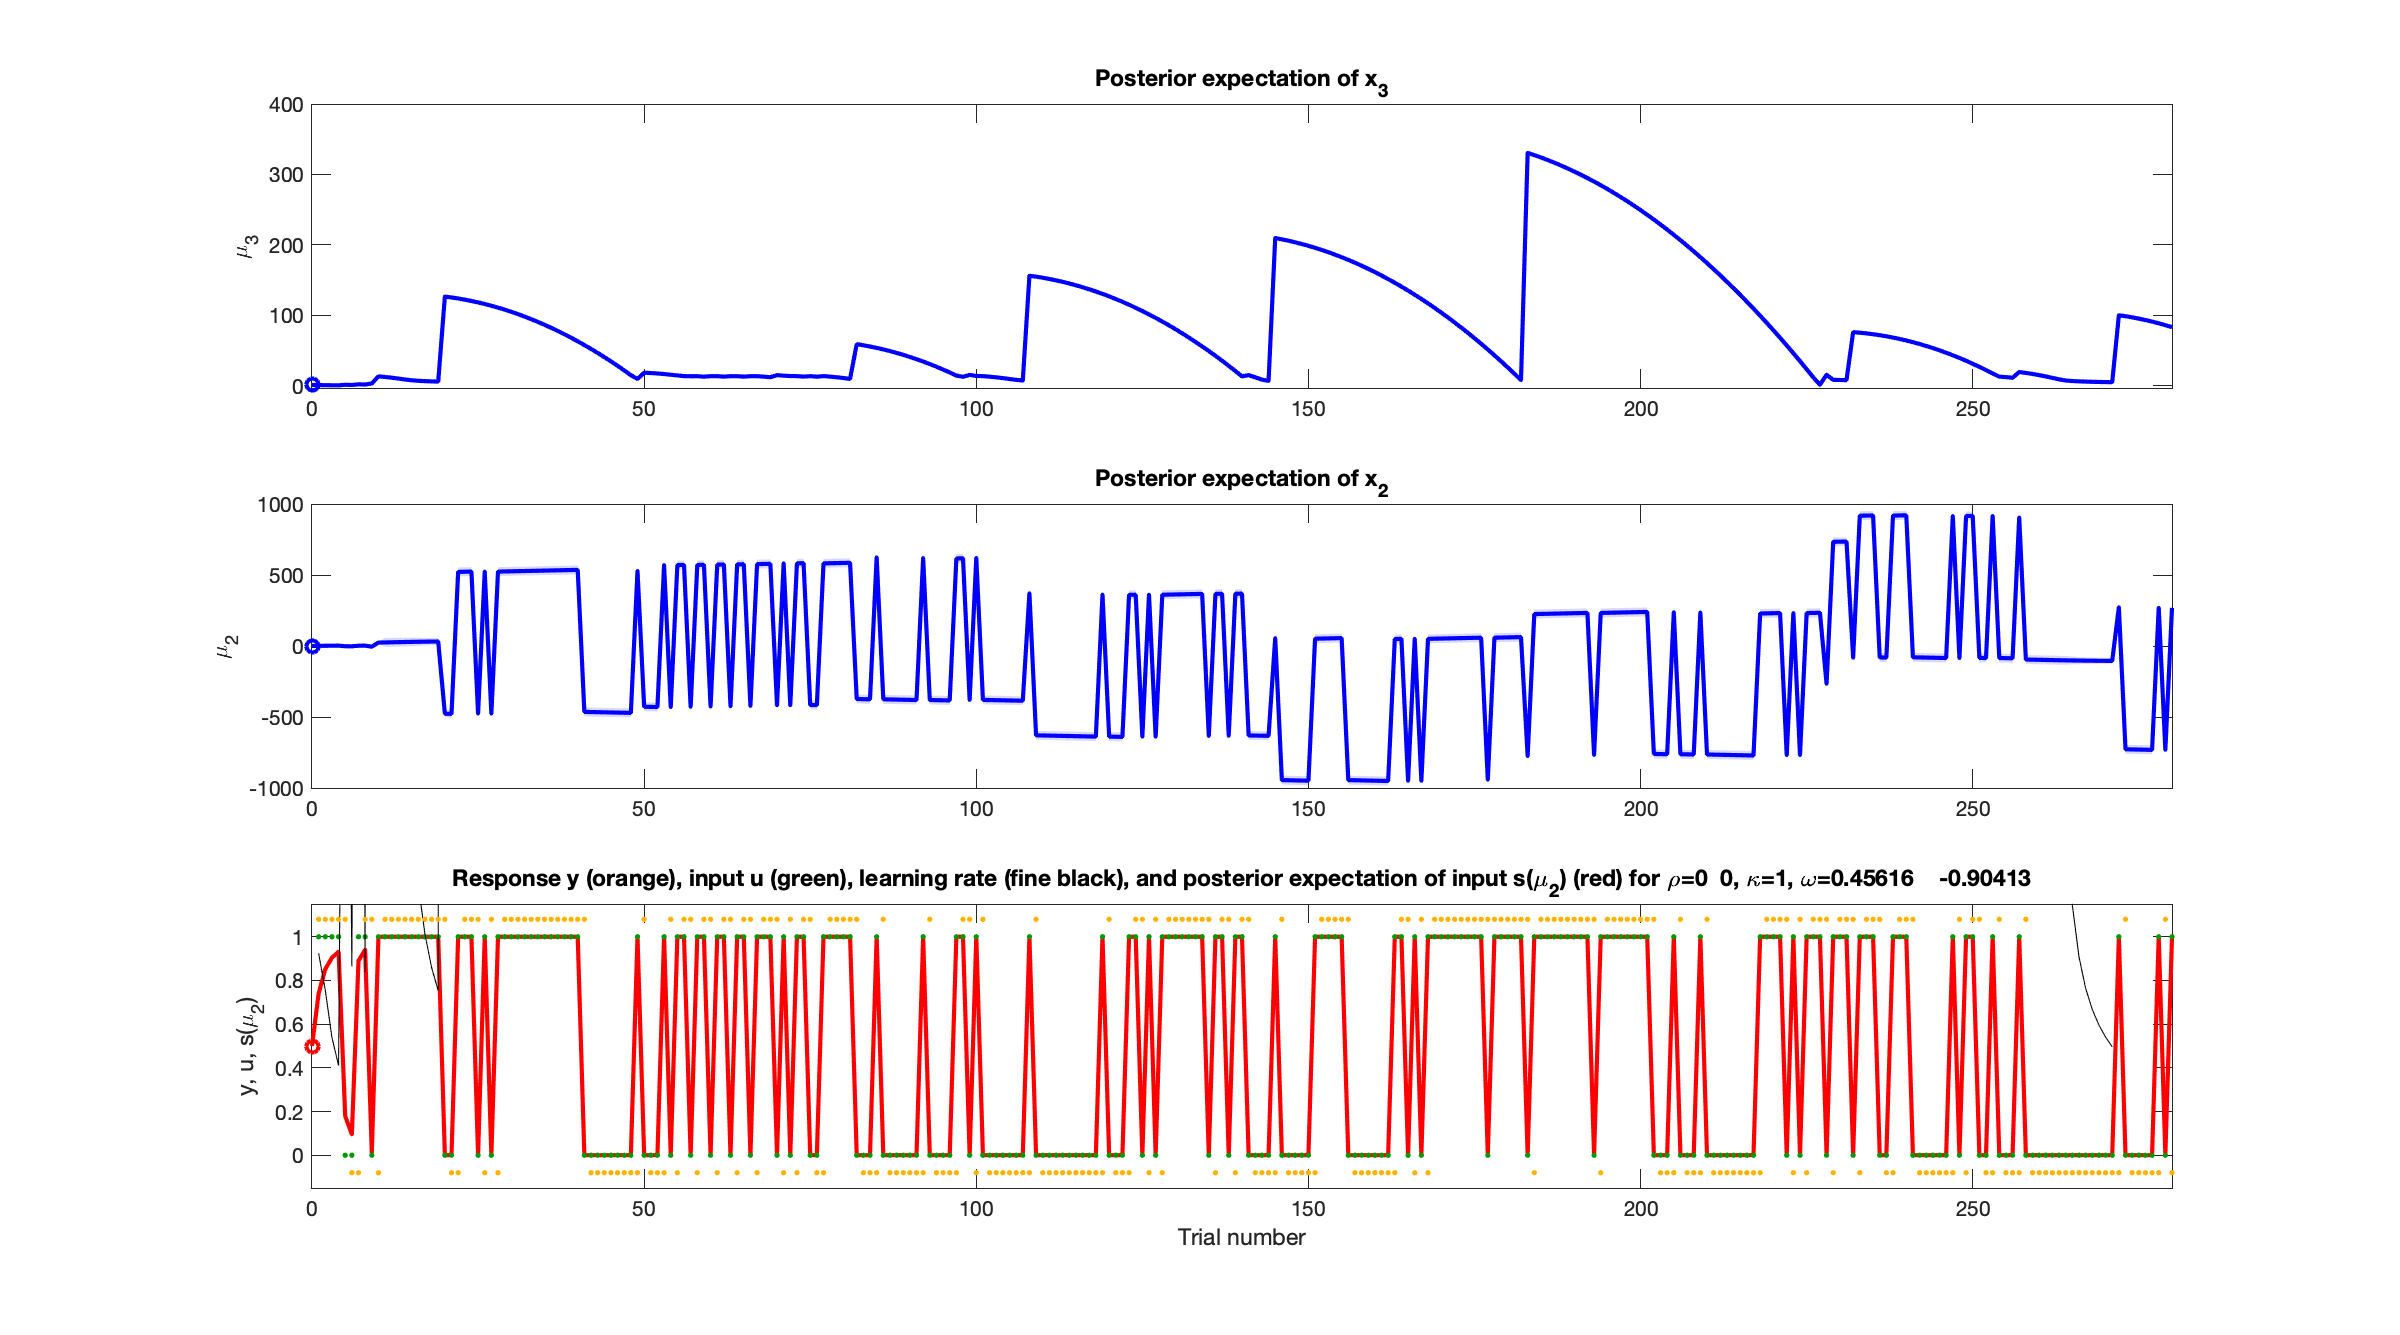 Posterior expectation of x3
400
300
200
100
0
μ3
0 50 100 150 200 250
Posterior expectation of x2
1000
500
0
-500
-1000
μ2
0 50 100 150 200 250
Response y (orange), input u (green), learning rate (fine black), and posterior expectation of input s(μ2) (red) for ρ=0 0, κ=1, ω=0.45616 -0.90413
1
0.8
0.6
0.4
0.2
0
y, u, s(μ2)
0 50 100 150 200 250
Trial number